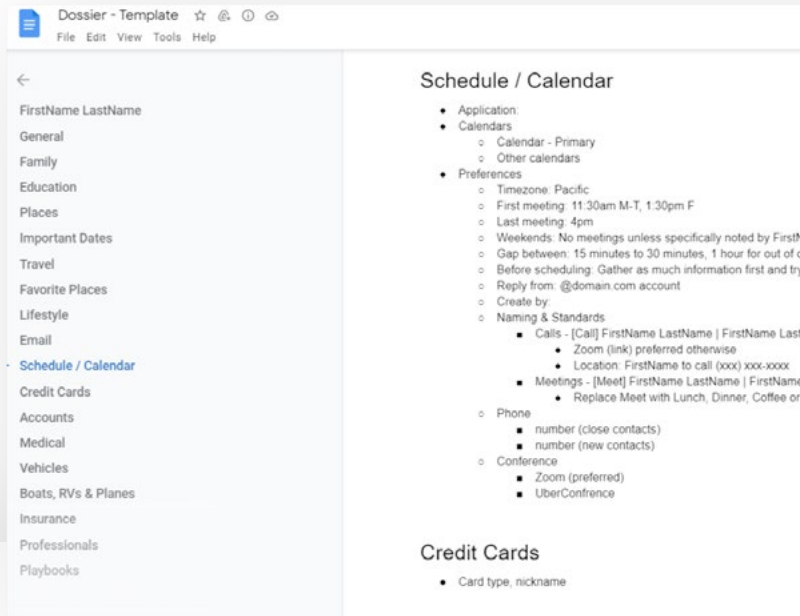 Dossier - Template
File Edit View Tools Help
FirstName LastName
General
Family
Education
Places
Important Dates
Travel
Favorite Places
Lifestyle
Email
Schedule / Calendar
Credit Cards
Accounts
Medical
Vehicles
Boats, RVs & Planes
Insurance
Professionals
Playbooks
Schedule / Calendar
Application:
Calendars
Calendar - Primary
Other calendars
Preferences
Timezone: Pacific
First meeting: 11:30am M-T, 1:30pm F
Last meeting: 4pm
Weekends: No meetings unless specifically noted by FirstN
Gap between: 15 minutes to 30 minutes, 1 hour for out of
Before scheduling: Gather as much information first and try
Reply from: @domain.com account
Create by:
Naming & Standards
Calls - [Call] FirstName LastName | FirstName Last
Zoom (link) preferred otherwise
Location: FirstName to call (xxx) xxx-xxxx
Meetings - [Meet] FirstName LastName | FirstName
Replace Meet with Lunch, Dinner, Coffee or
Phone
number (close contacts)
number (new contacts)
Conference
Zoom (preferred)
UberConfrence
Credit Cards
Card type, nickname